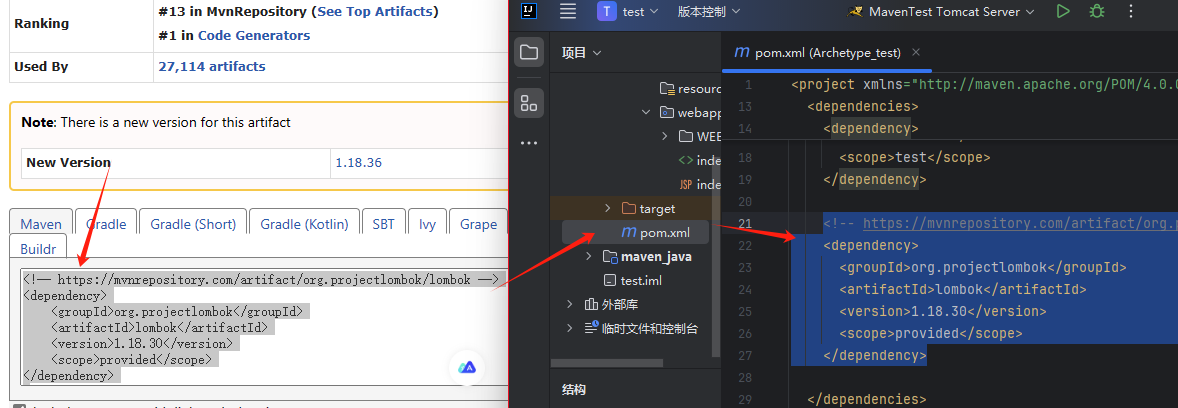 Ranking
#13 in MvnRepository (See Top Artifacts)
#1 in Code Generators
Used By
27,114 artifacts
Note: There is a new version for this artifact
New Version
1.18.36
Maven
Gradle
Gradle (Short)
Gradle (Kotlin)
SBT
Ivy
Grape
Buildr
<!-- https://mvnrepository.com/artifact/org.projectlombok/lombok -->
<dependency>
<groupId>org.projectlombok</groupId>
<artifactId>lombok</artifactId>
<version>1.18.30</version>
<scope>provided</scope>
</dependency>
IJ
T
test
版本控制
MavenTest Tomcat Server
项目
resourc
webapp
WEE
<> inde
JSP inde
target
m pom.xml
maven_java
test.iml
外部库
临时文件和控制台
结构
m pom.xml (Archetype_test)
1 <project xmlns="http://maven.apache.org/POM/4.0.0
13 <dependencies>
14 <dependency>
18 <scope>test</scope>
19 </dependency>
20
21 <!-- https://mvnrepository.com/artifact/org.p
22 <dependency>
23 <groupId>org.projectlombok</groupId>
24 <artifactId>lombok</artifactId>
25 <version>1.18.30</version>
26 <scope>provided</scope>
27 </dependency>
28
29 </dependencies>